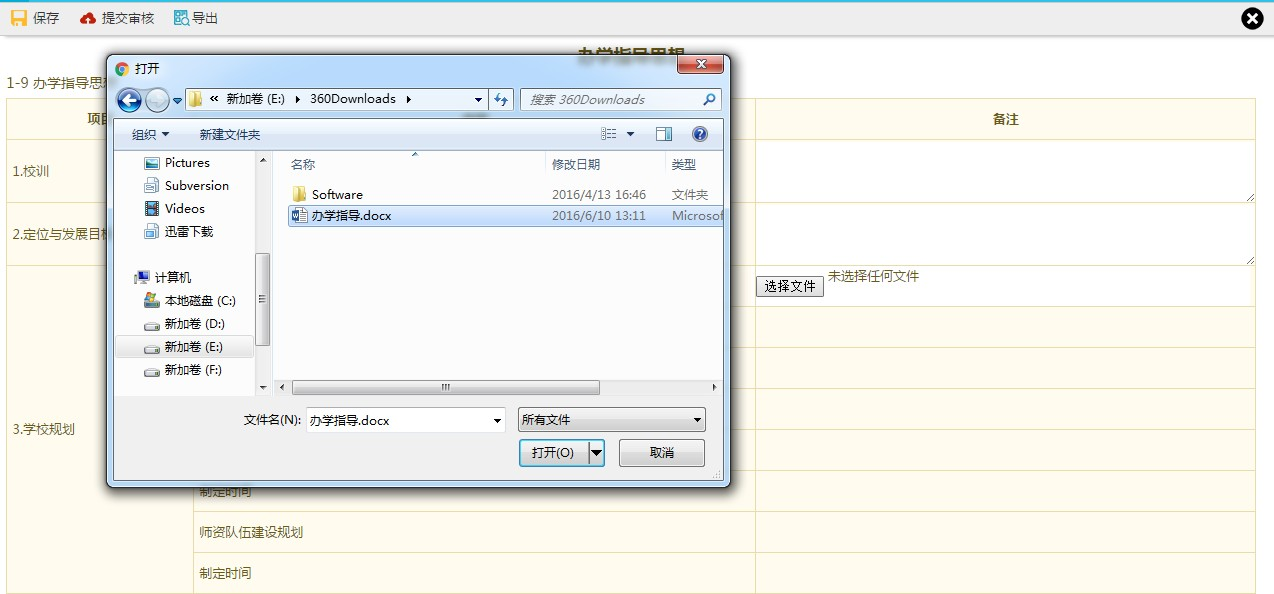 保存 提交审核 导出
办学指导思想
1-9 办学指导思想
打开
« 新加卷 (E:) 360Downloads
搜索 360Downloads
组织 新建文件夹
Pictures
Subversion
Videos
迅雷下载
计算机
本地磁盘 (C:)
新加卷 (D:)
新加卷 (E:)
新加卷 (F:)
名称 修改日期 类型
Software 2016/4/13 16:46 文件夹
办学指导.docx 2016/6/10 13:11 Microsof
文件名(N): 办学指导.docx 所有文件
打开(O) 取消
备注
1.校训
2.定位与发展目标
选择文件 未选择任何文件
3.学校规划
制定时间
师资队伍建设规划
制定时间